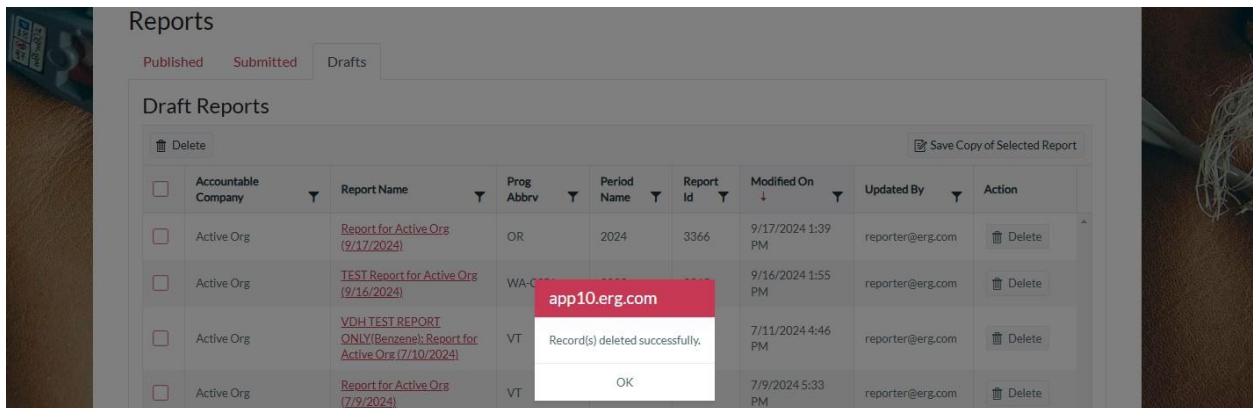 Reports
Published Submitted Drafts
Draft Reports
Delete Save Copy of Selected Report
Accountable Company Report Name Prog Abbrv Period Name Report Id Modified On ↓ Updated By Action
Active Org Report for Active Org OR 2024 3366 9/17/2024 1:39 reporter@erg.com Delete
(9/17/2024) PM
Active Org TEST Report for Active Org 9/16/2024 1:55 reporter@erg.com Delete
(9/16/2024) PM
app10.erg.com
VDH TEST REPORT
Active Org ONLY(Benzene): Report for VT 7/11/2024 4:46 reporter@erg.com Delete
Active Org (7/10/2024) PM
Record(s) deleted successfully.
OK
Active Org Report for Active Org VT 7/9/2024 5:33 reporter@erg.com Delete
(7/9/2024) PM